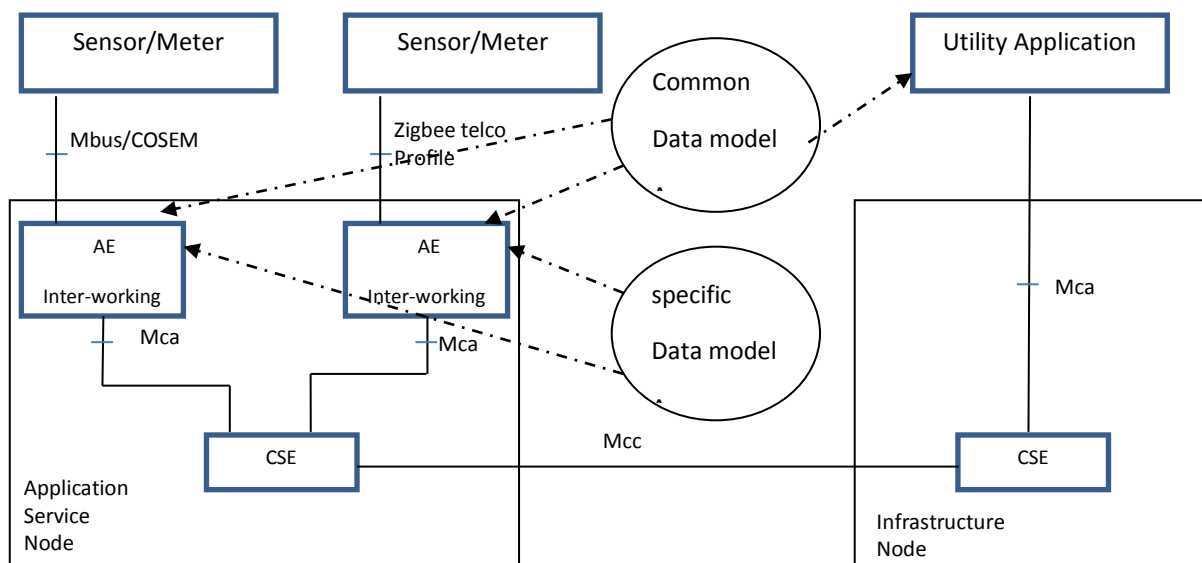 Sensor/Meter
Sensor/Meter
Utility Application
Common
Data model
Mbus/COSEM
Zigbee telco
Profile
AE
Inter-working
AE
Inter-working
specific
Data model
Mca
Mca
Mca
Mcc
CSE
CSE
Application
Service
Node
Infrastructure
Node